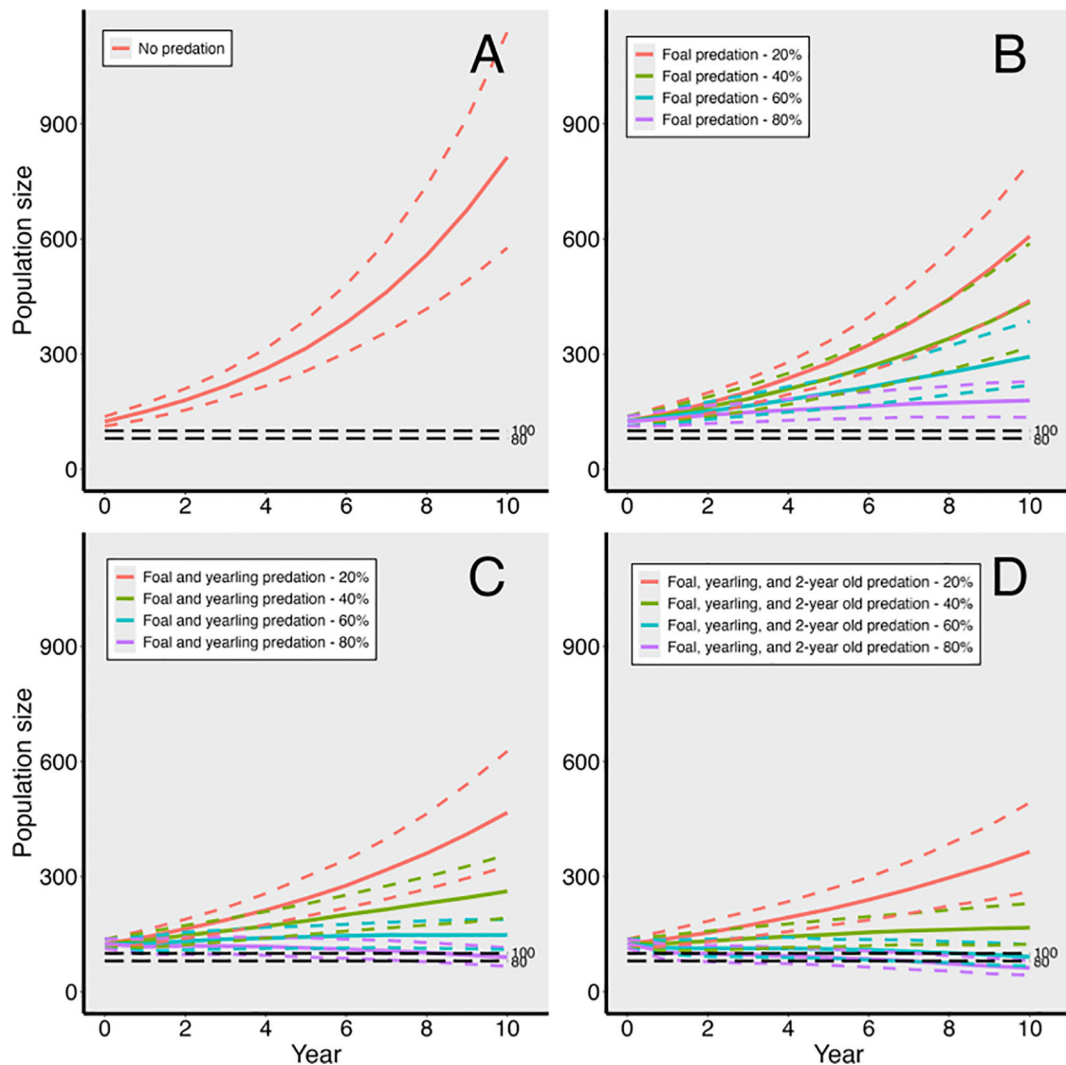 A
No predation
Population size
900
600
300
0
100
80
0 2 4 6 8 10
B
Foal predation - 20%
Foal predation - 40%
Foal predation - 60%
Foal predation - 80%
900
600
300
0
100
80
0 2 4 6 8 10
C
Foal and yearling predation - 20%
Foal and yearling predation - 40%
Foal and yearling predation - 60%
Foal and yearling predation - 80%
Population size
900
600
300
0
100
80
0 2 4 6 8 10
Year
D
Foal, yearling, and 2-year old predation - 20%
Foal, yearling, and 2-year old predation - 40%
Foal, yearling, and 2-year old predation - 60%
Foal, yearling, and 2-year old predation - 80%
900
600
300
0
100
80
0 2 4 6 8 10
Year